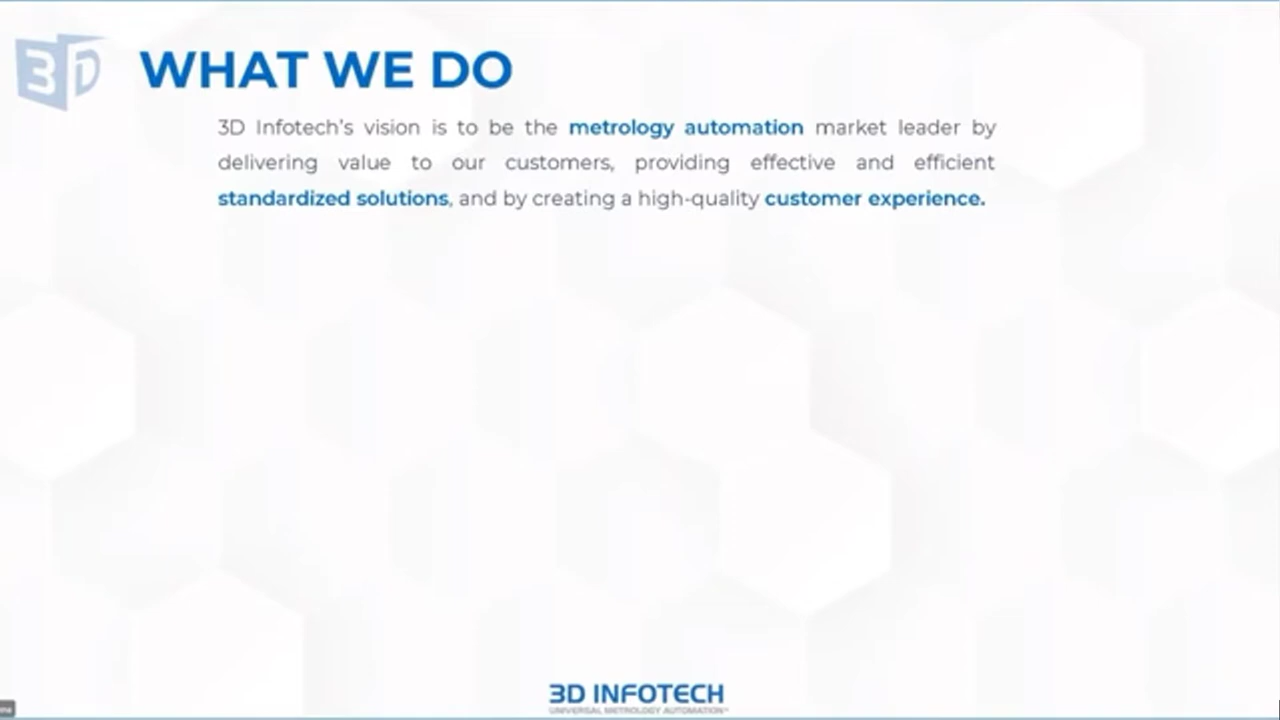 3D
WHAT WE DO
3D Infotech's vision is to be the metrology automation market leader by
delivering value to our customers, providing effective and efficient
standardized solutions, and by creating a high-quality customer experience.
3D INFOTECH
UNIVERSAL METROLOGY AUTOMATION™